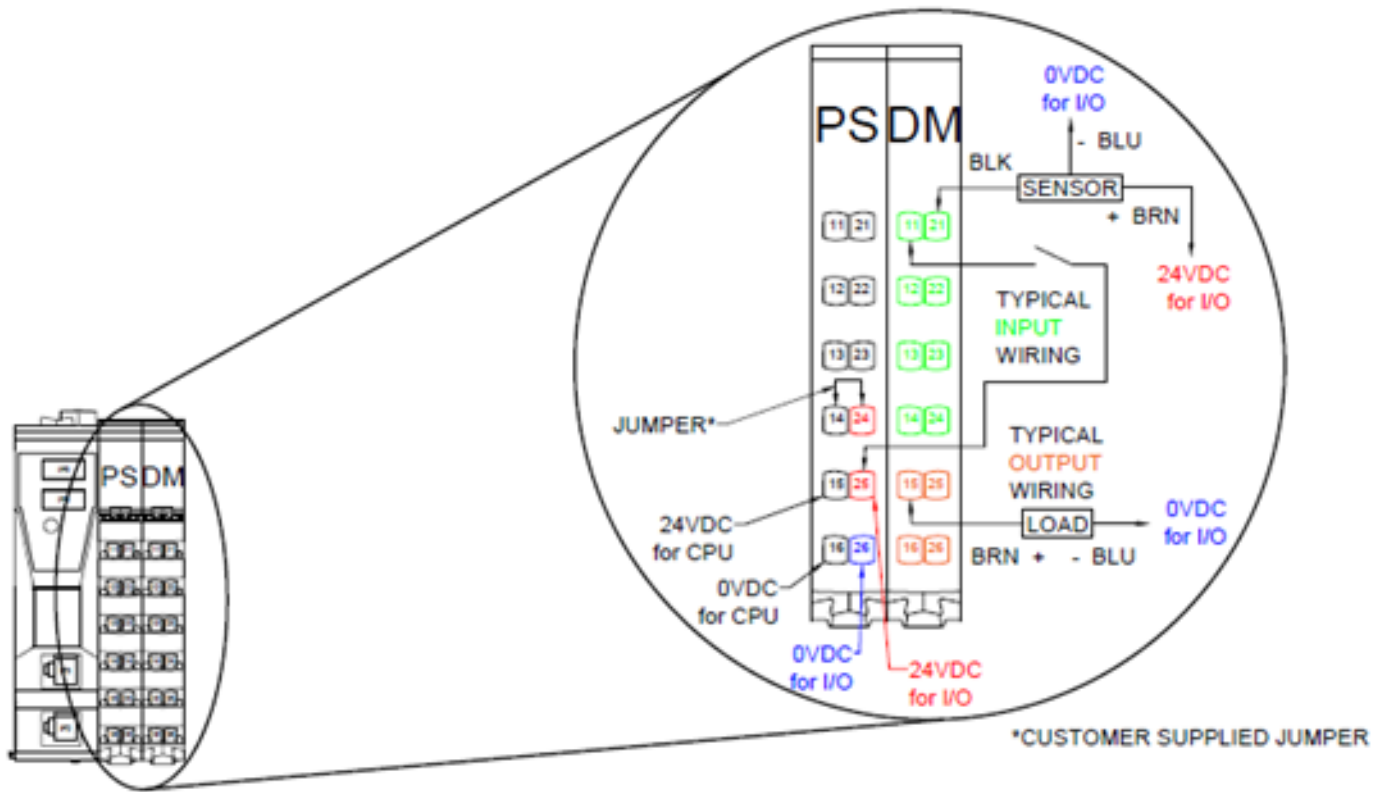 PS DM
11 21 11 21
12 22 12 22
13 23 13 23
14 24 14 24
15 25 15 25
16 26 16 26
0VDC
for I/O
- BLU
BLK
SENSOR
+ BRN
24VDC
for I/O
TYPICAL
INPUT
WIRING
JUMPER*
TYPICAL
OUTPUT
WIRING
LOAD
BRN + - BLU
0VDC
for I/O
24VDC
for CPU
0VDC
for CPU
0VDC
for I/O
24VDC
for I/O
*CUSTOMER SUPPLIED JUMPER
PS DM